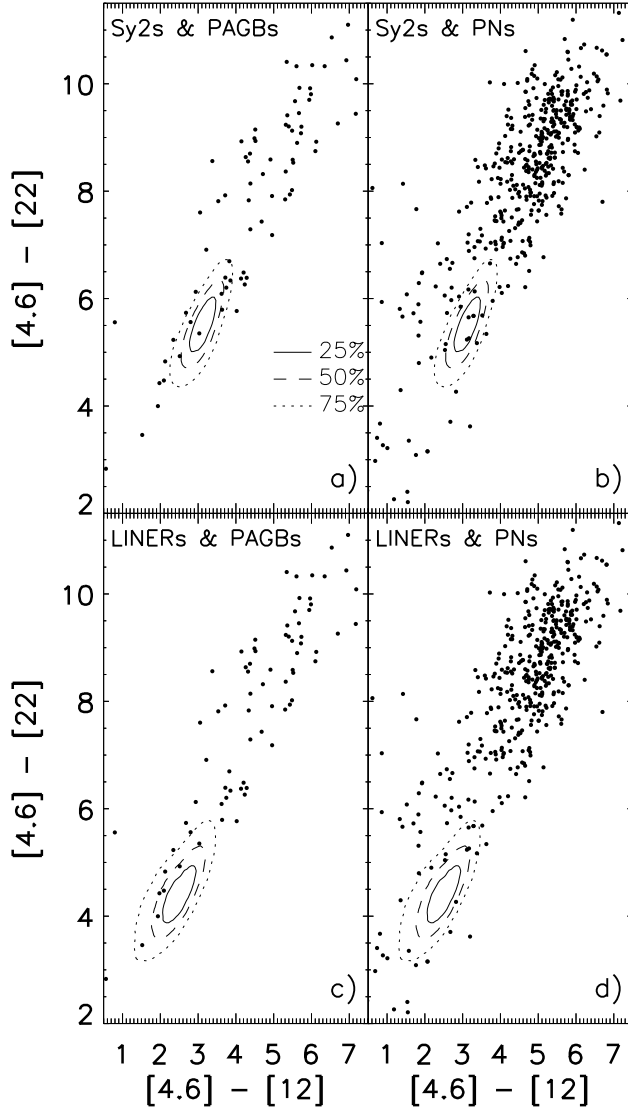 Sy2s & PAGBs
Sy2s & PNs
10
8
6
4
2
[4.6] – [22]
25%
50%
75%
a)
b)
LINERs & PAGBs
LINERs & PNs
10
8
6
4
2
[4.6] – [22]
c)
d)
1 2 3 4 5 6 7
1 2 3 4 5 6 7
[4.6] – [12]
[4.6] – [12]